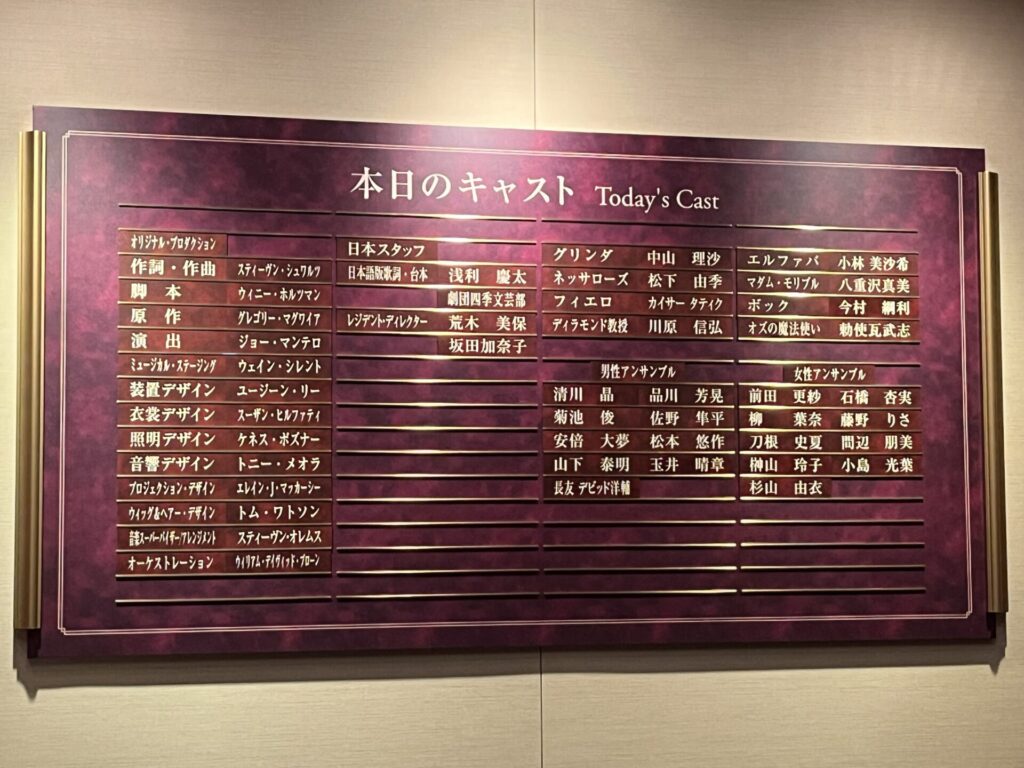 本日のキャスト Today's Cast
オリジナル・プロダクション
作詞・作曲 スティーヴン・シュワルツ
脚本 ウィニー・ホルツマン
原作 グレゴリー・マグワイア
演出 ジョー・マンテロ
ミュージカル・ステージング ウェイン・シレント
装置デザイン ユージーン・リー
衣裳デザイン スーザン・ヒルファティ
照明デザイン ケネス・ポズナー
音響デザイン トニー・メオラ
プロジェクション・デザイン エレイン・J・マッカーシー
ウィッグ&ヘアー・デザイン トム・ワトソン
音楽スーパーバイザー/アレンジメント スティーヴン・オレムス
オーケストレーション ウィリアム・デイヴィッド・ブローン
日本スタッフ
日本語版歌詞・台本 浅利 慶太
劇団四季文芸部
レジデント・ディレクター 荒木 美保
坂田加奈子
グリンダ 中山 理沙
ネッサローズ 松下 由季
フィエロ カイサー タティク
ディラモンド教授 川原 信弘
男性アンサンブル
清川 晶 品川 芳晃
菊池 俊 佐野 隼平
安倍 大夢 松本 悠作
山下 泰明 玉井 晴章
長友 デビッド洋輔
エルファバ 小林 美沙希
マダム・モリブル 八重沢真美
ボック 今村 綱利
オズの魔法使い 勅使瓦武志
女性アンサンブル
前田 更紗 石橋 杏実
柳 葉奈 藤野 りさ
刀根 史夏 間辺 朋美
榊山 玲子 小島 光葉
杉山 由衣